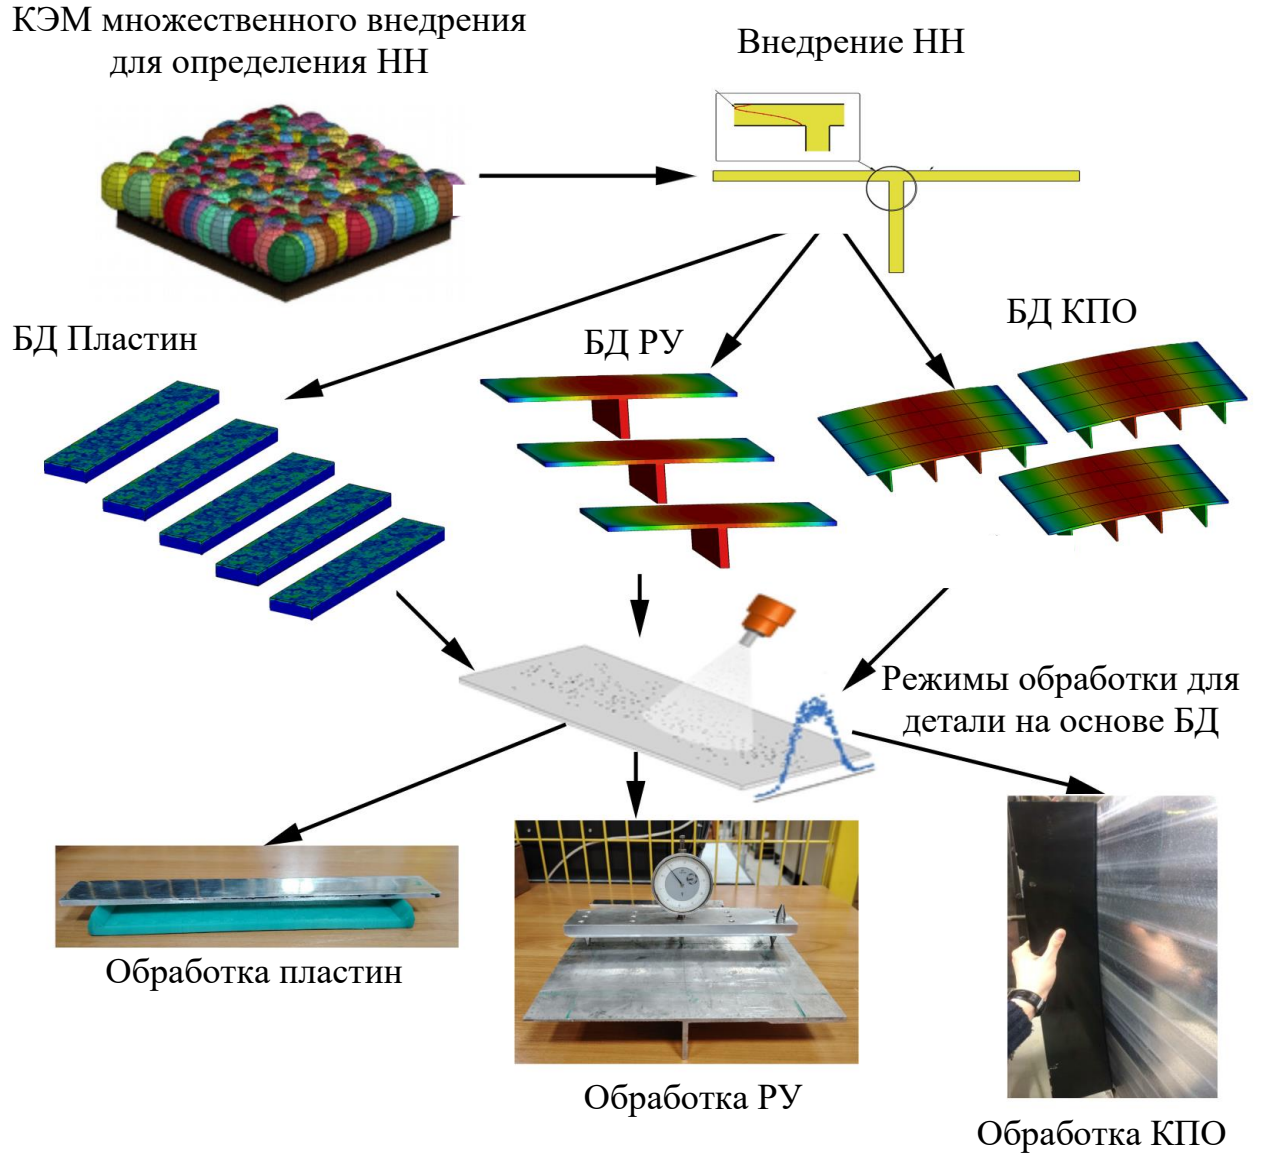 КЭМ множественного внедрения
для определения НН
Внедрение НН
БД Пластин
БД РУ
БД КПО
Режимы обработки для
детали на основе БД
Обработка пластин
Обработка РУ
Обработка КПО